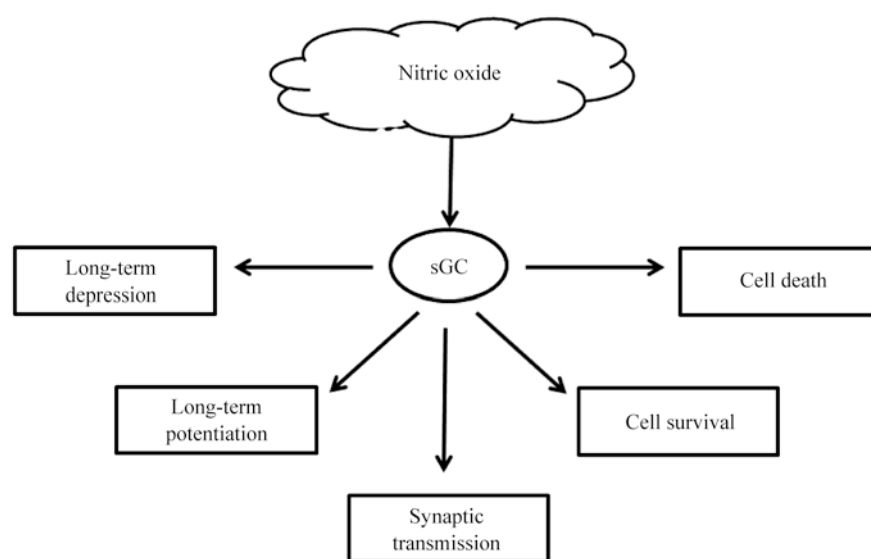 Nitric oxide
sGC
Long-term
depression
Cell death
Long-term
potentiation
Cell survival
Synaptic
transmission